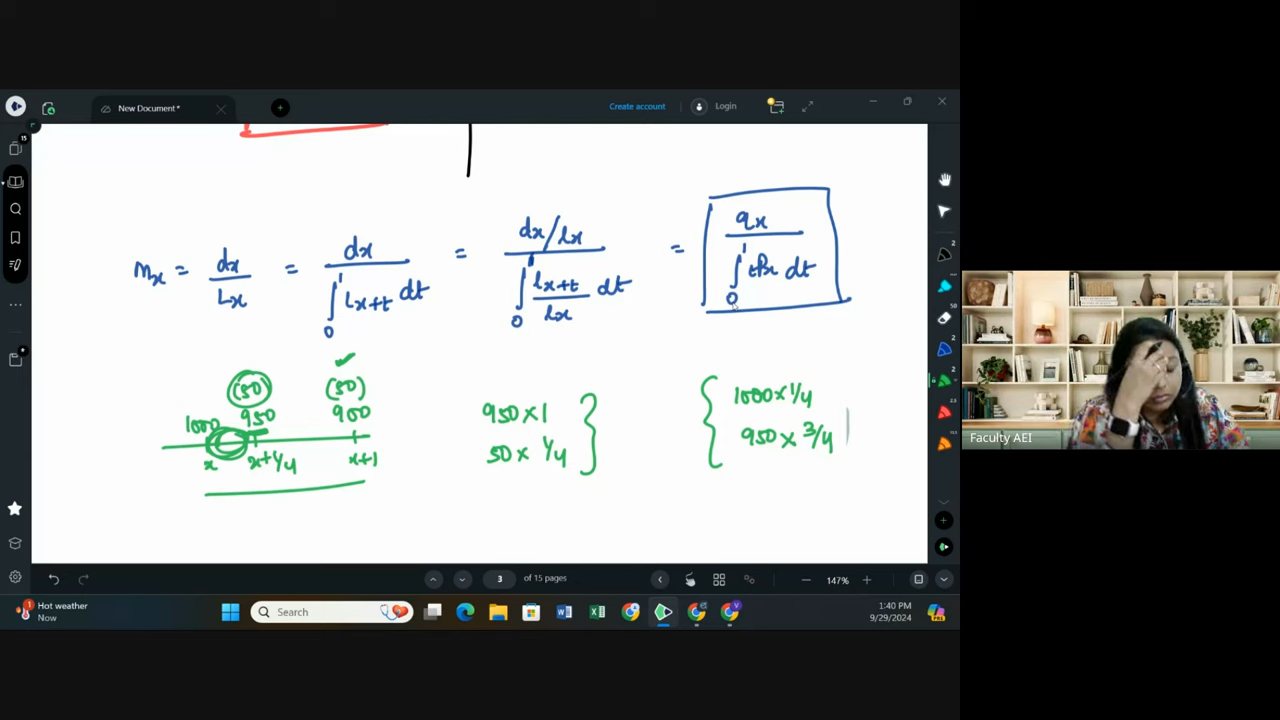 New Document*
Create account
Login
15
mx = dx / Lx = dx / ∫₀¹ lx+t dt = dx/lx / ∫₀¹ lx+t / lx dt = qx / ∫₀¹ tPx dt
(50) (50)
1000 950 900
x x+1/4 x+1
950 x 1
50 x 1/4
1000 x 1/4
950 x 3/4
Faculty AEI
3 of 15 pages
147%
Hot weather
Now
Search
1:40 PM
9/29/2024